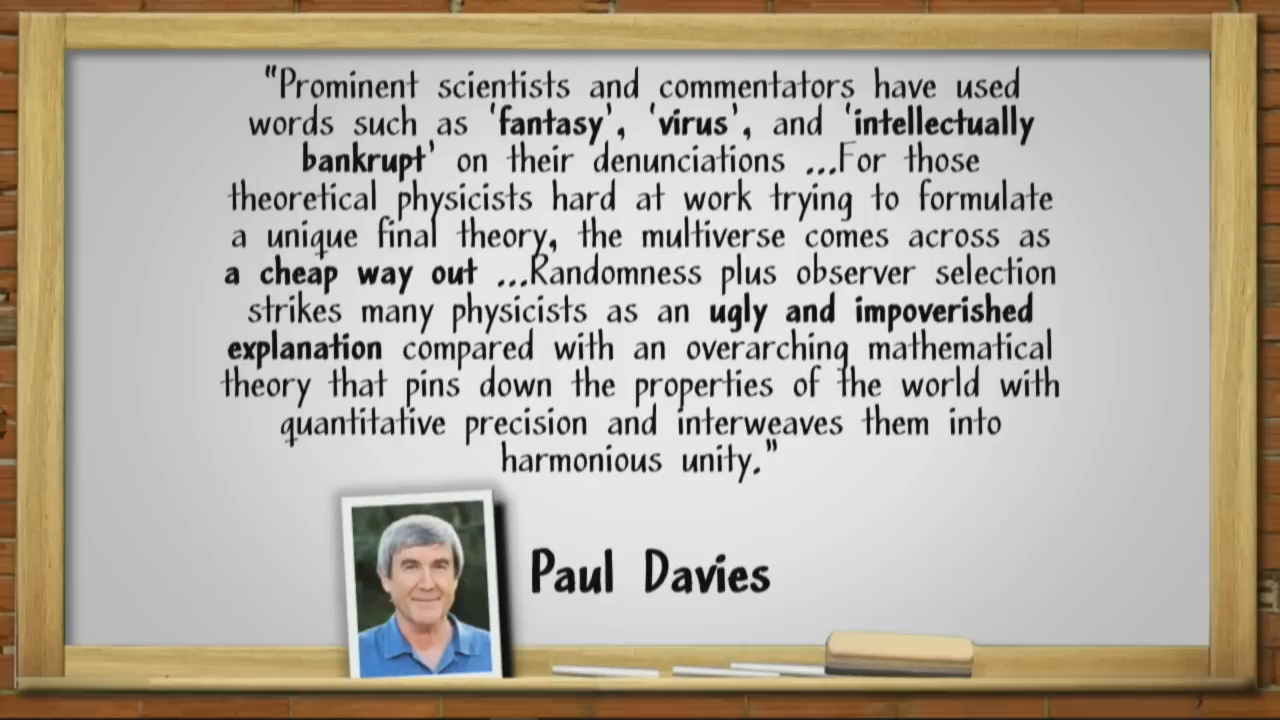 "Prominent scientists and commentators have used
words such as 'fantasy', 'virus', and 'intellectually
bankrupt' on their denunciations ...For those
theoretical physicists hard at work trying to formulate
a unique final theory, the multiverse comes across as
a cheap way out ...Randomness plus observer selection
strikes many physicists as an ugly and impoverished
explanation compared with an overarching mathematical
theory that pins down the properties of the world with
quantitative precision and interweaves them into
harmonious unity."
Paul Davies